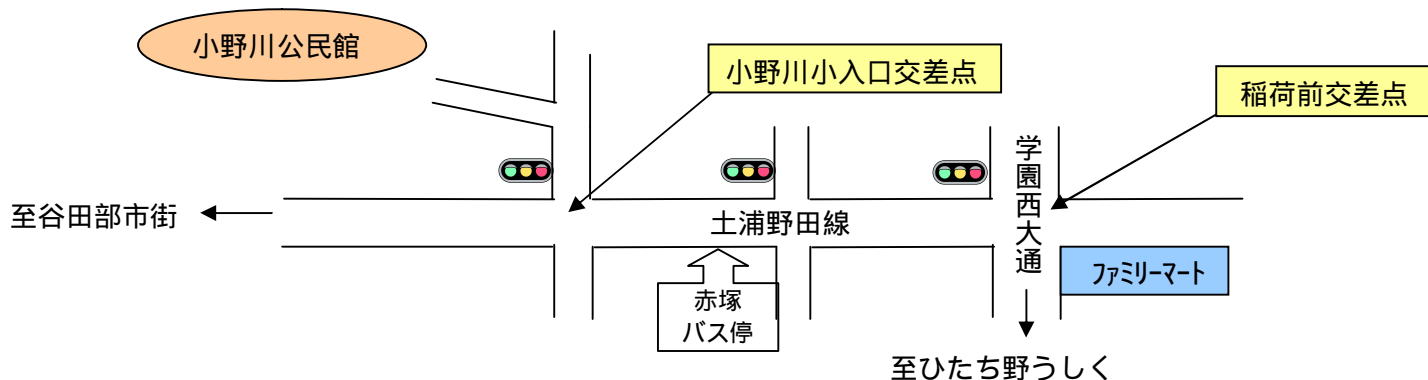 小野川公民館
小野川小入口交差点
稲荷前交差点
学園西大通
至谷田部市街
土浦野田線
ﾌｧﾐﾘｰﾏｰﾄ
赤塚
バス停
至ひたち野うしく